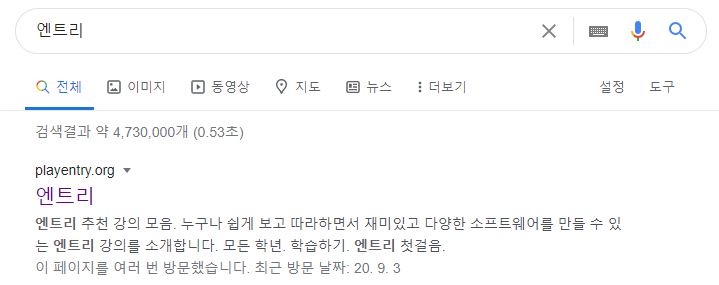 엔트리
전체 이미지 동영상 지도 뉴스 더보기 설정 도구
검색결과 약 4,730,000개 (0.53초)
playentry.org
엔트리
엔트리 추천 강의 모음. 누구나 쉽게 보고 따라하면서 재미있고 다양한 소프트웨어를 만들 수 있
는 엔트리 강의를 소개합니다. 모든 학년. 학습하기. 엔트리 첫걸음.
이 페이지를 여러 번 방문했습니다. 최근 방문 날짜: 20. 9. 3